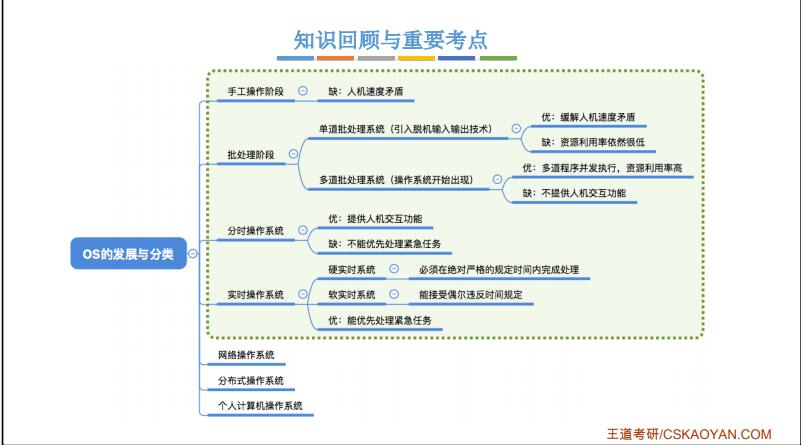 知识回顾与重要考点
手工操作阶段
缺：人机速度矛盾
批处理阶段
单道批处理系统（引入脱机输入输出技术）
优：缓解人机速度矛盾
缺：资源利用率依然很低
多道批处理系统（操作系统开始出现）
优：多道程序并发执行，资源利用率高
缺：不提供人机交互功能
OS的发展与分类
分时操作系统
优：提供人机交互功能
缺：不能优先处理紧急任务
实时操作系统
硬实时系统
必须在绝对严格的规定时间内完成处理
软实时系统
能接受偶尔违反时间规定
优：能优先处理紧急任务
网络操作系统
分布式操作系统
个人计算机操作系统
王道考研/CSKAOYAN.COM